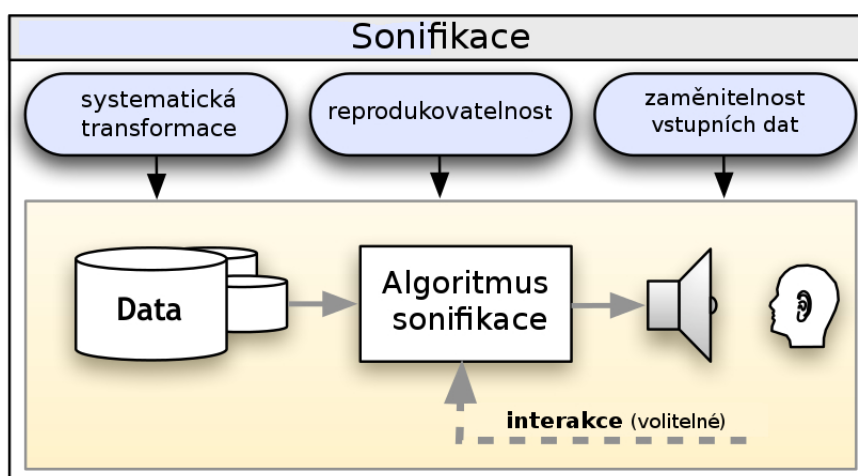 Sonifikace
systematická
transformace
reprodukovatelnost
zaměnitelnost
vstupních dat
Data
Algoritmus
sonifikace
interakce (volitelné)